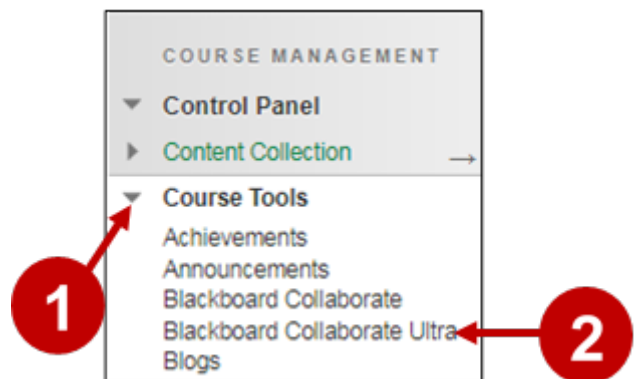 COURSE MANAGEMENT
Control Panel
Content Collection
Course Tools
Achievements
Announcements
Blackboard Collaborate
Blackboard Collaborate Ultra
Blogs
1
2